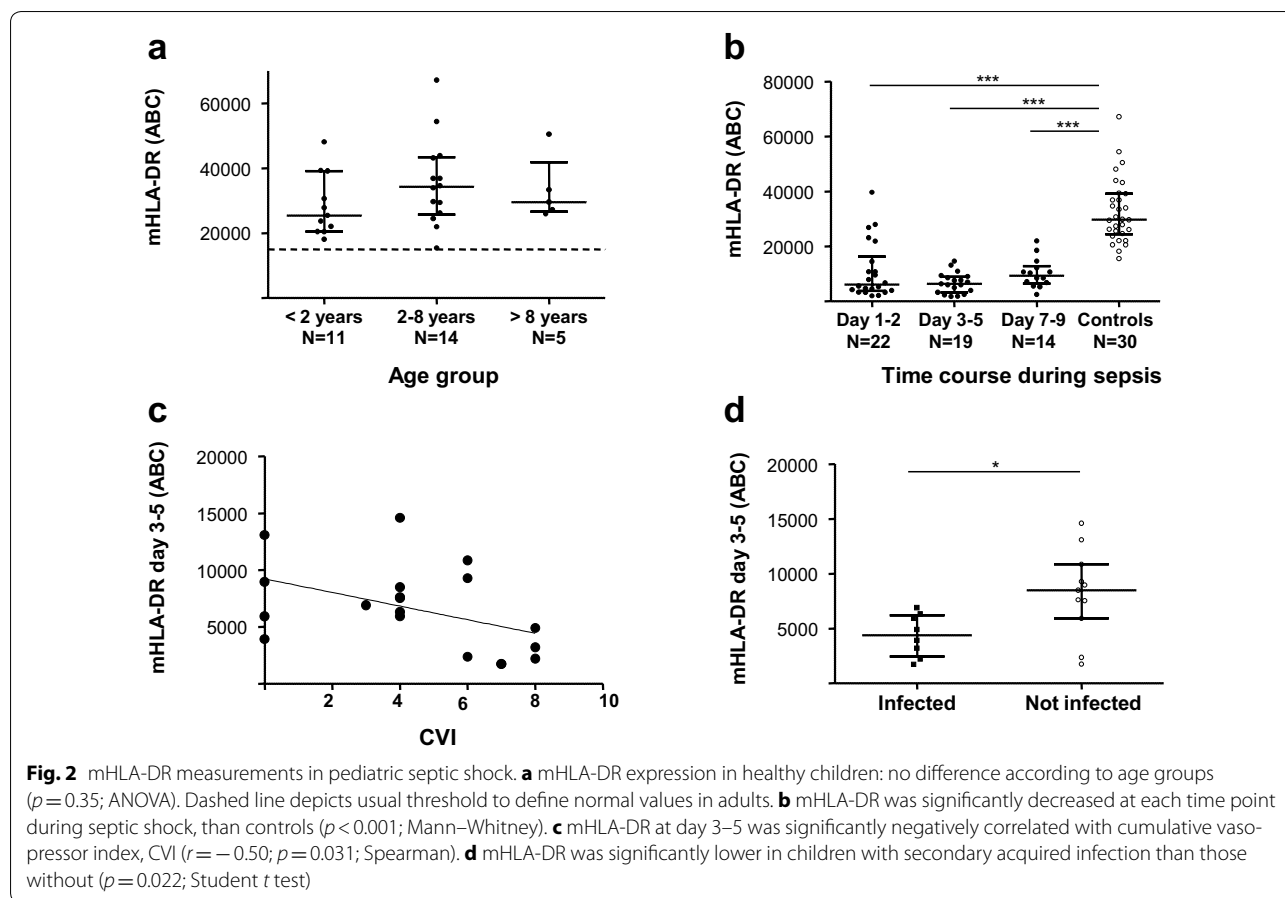 a
mHLA-DR (ABC)
60000
40000
20000
0
< 2 years
N=11
2-8 years
N=14
> 8 years
N=5
Age group
b
mHLA-DR (ABC)
80000
60000
40000
20000
0
***
***
***
Day 1-2
N=22
Day 3-5
N=19
Day 7-9
N=14
Controls
N=30
Time course during sepsis
c
mHLA-DR day 3-5 (ABC)
20000
15000
10000
5000
2
4
6
8
10
CVI
d
mHLA-DR day 3-5 (ABC)
20000
15000
10000
5000
*
Infected
Not infected
Fig. 2 mHLA-DR measurements in pediatric septic shock. a mHLA-DR expression in healthy children: no difference according to age groups
(p = 0.35; ANOVA). Dashed line depicts usual threshold to define normal values in adults. b mHLA-DR was significantly decreased at each time point
during septic shock, than controls (p < 0.001; Mann–Whitney). c mHLA-DR at day 3–5 was significantly negatively correlated with cumulative vaso-
pressor index, CVI (r = − 0.50; p = 0.031; Spearman). d mHLA-DR was significantly lower in children with secondary acquired infection than those
without (p = 0.022; Student t test)